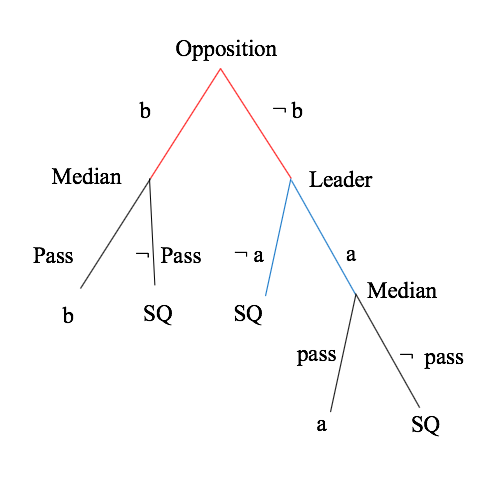 Opposition
b
¬ b
Median
Leader
Pass
¬ Pass
¬ a
a
b
SQ
SQ
Median
pass
¬ pass
a
SQ